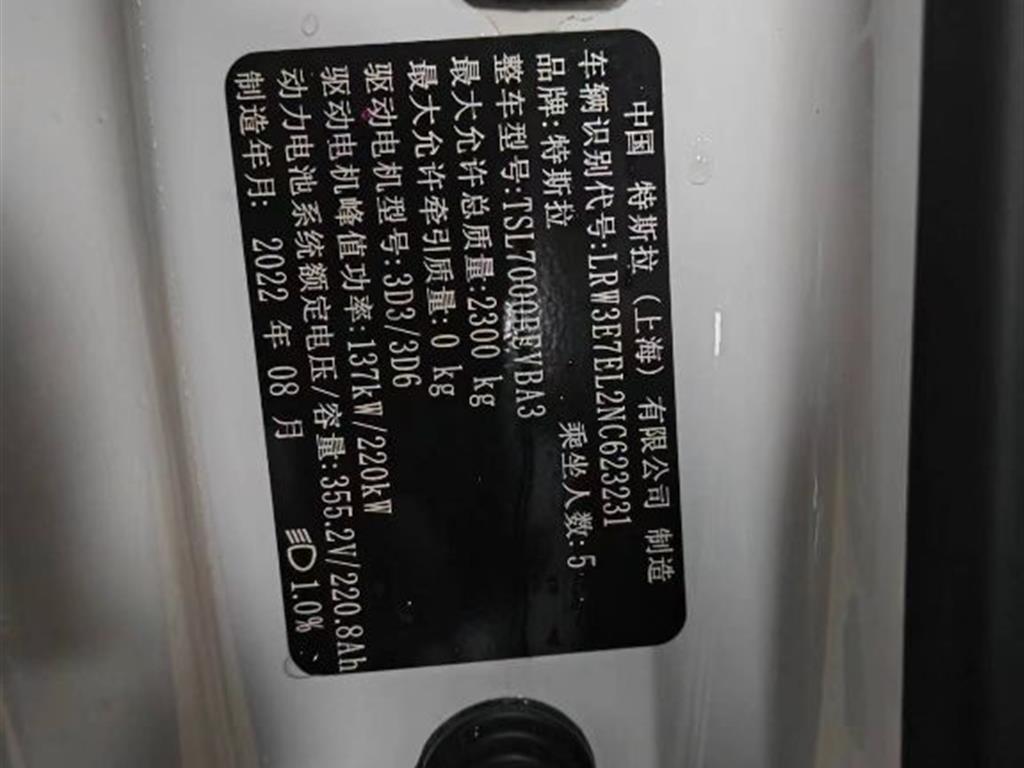 中国 特斯拉(上海)有限公司 制造
车辆识别代号:LRW3E7EL2NC623231
品牌:特斯拉 乘坐人数:5
整车型号:TSL7000BEVBA3
最大允许总质量:2300 kg
最大允许牵引质量:0 kg
驱动电机型号:3D3/3D6
驱动电机峰值功率:137kW/220kW
动力电池系统额定电压/容量:355.2V/220.8Ah
制造年月: 2022 年 08 月 1.0%